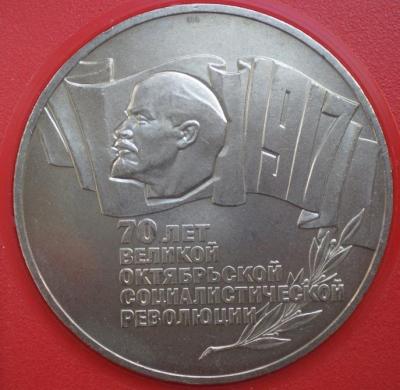 1917
70 ЛЕТ
ВЕЛИКОЙ
ОКТЯБРЬСКОЙ
СОЦИАЛИСТИЧЕСКОЙ
РЕВОЛЮЦИИ